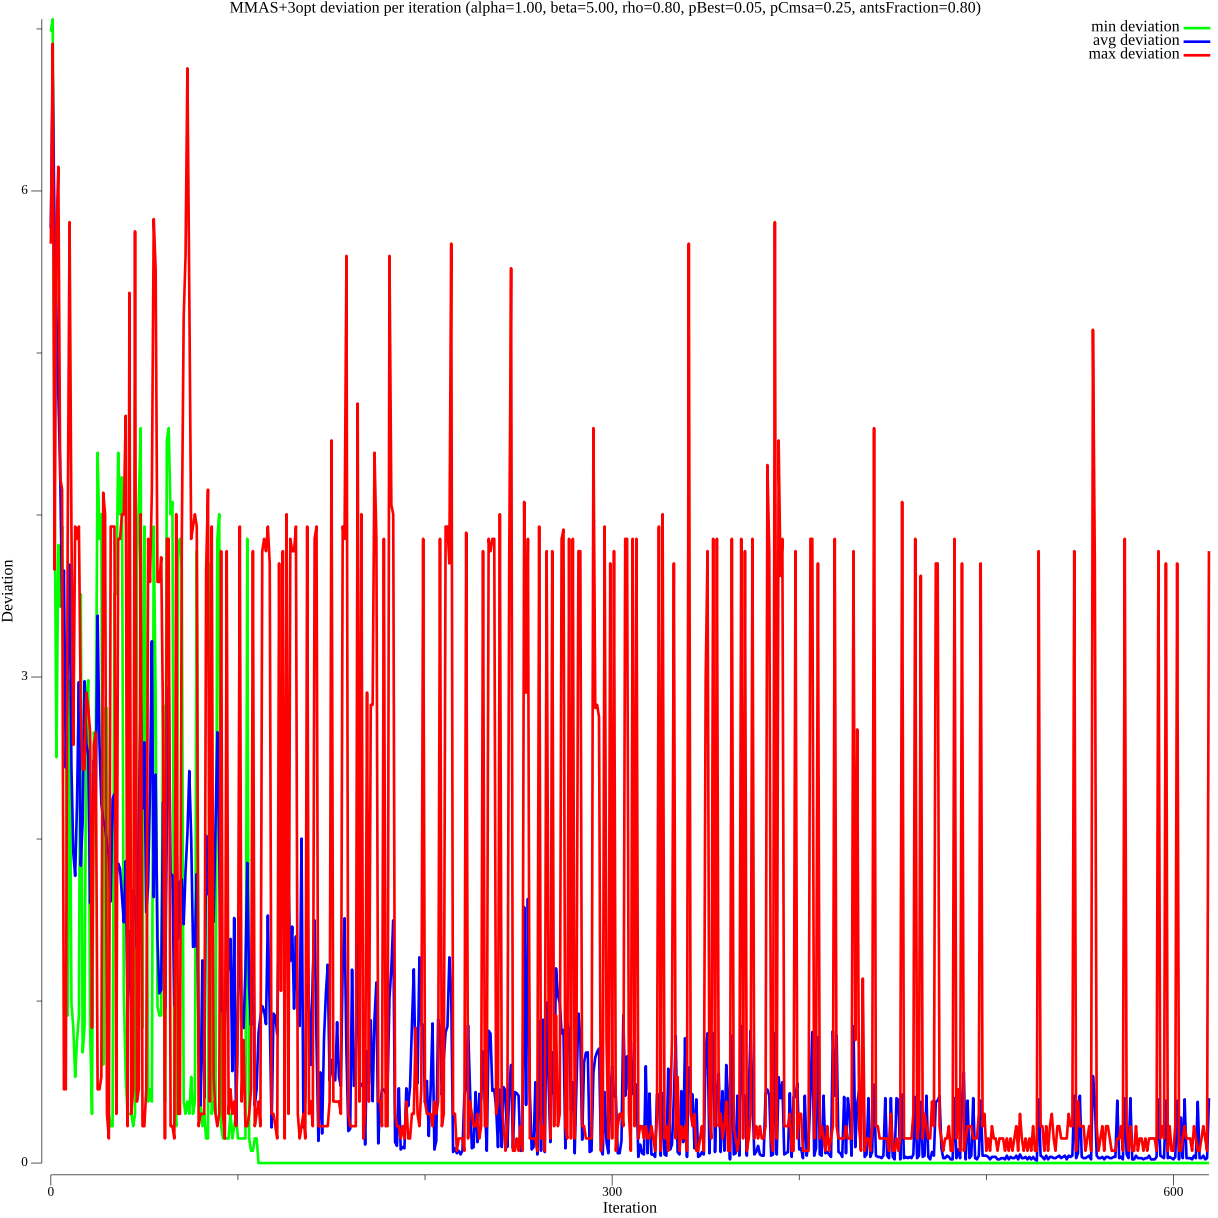 MMAS+3opt deviation per iteration (alpha=1.00, beta=5.00, rho=0.80, pBest=0.05, pCmsa=0.25, antsFraction=0.80)
min deviation
avg deviation
max deviation
6
3
0
Deviation
0
300
600
Iteration